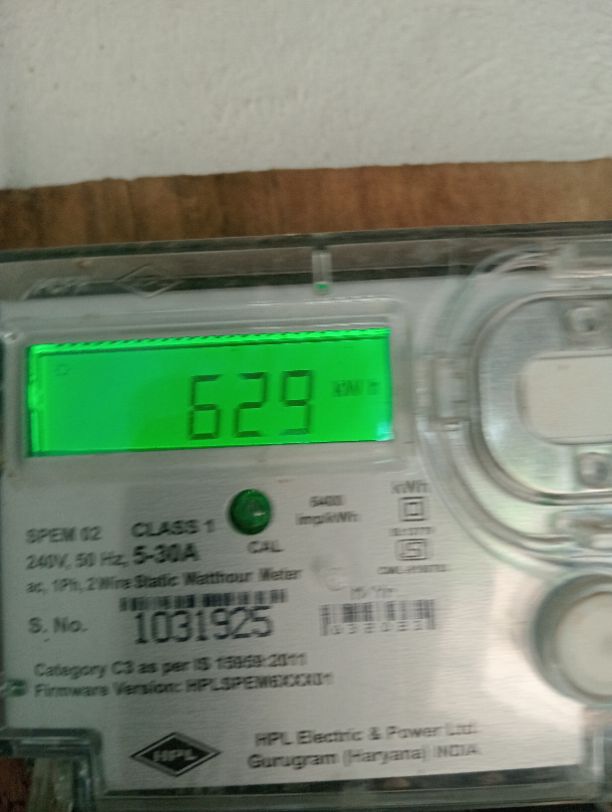 629 kWh
6400
imp/kWh
kWh
SPEM 02 CLASS 1
CAL
240V, 50 Hz, 5-30A
ac, 1Ph, 2 Wire Static Watthour Meter
S. No. 1031925
Category C3 as per IS 15959:2011
Firmware Version:
HPL
HPL Electric & Power Ltd.
Gurugram (Haryana) INDIA